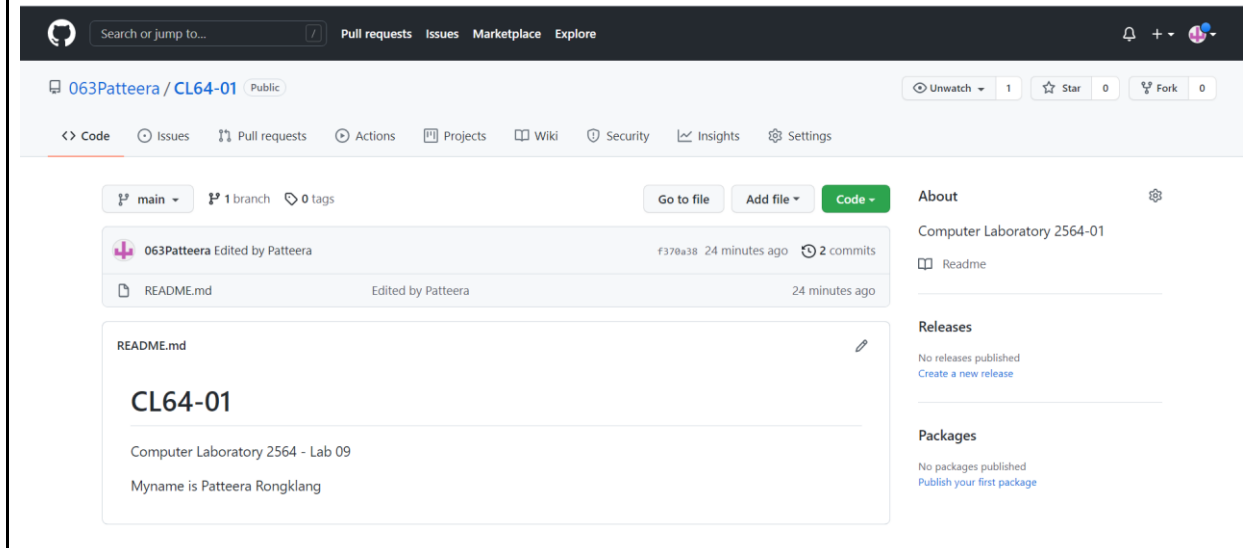 Search or jump to... / Pull requests Issues Marketplace Explore
063Patteera / CL64-01 Public Unwatch 1 Star 0 Fork 0
Code Issues Pull requests Actions Projects Wiki Security Insights Settings
main 1 branch 0 tags Go to file Add file Code
063Patteera Edited by Patteera f370a38 24 minutes ago 2 commits
README.md Edited by Patteera 24 minutes ago
README.md
CL64-01
Computer Laboratory 2564 - Lab 09
Myname is Patteera Rongklang
About
Computer Laboratory 2564-01
Readme
Releases
No releases published
Create a new release
Packages
No packages published
Publish your first package